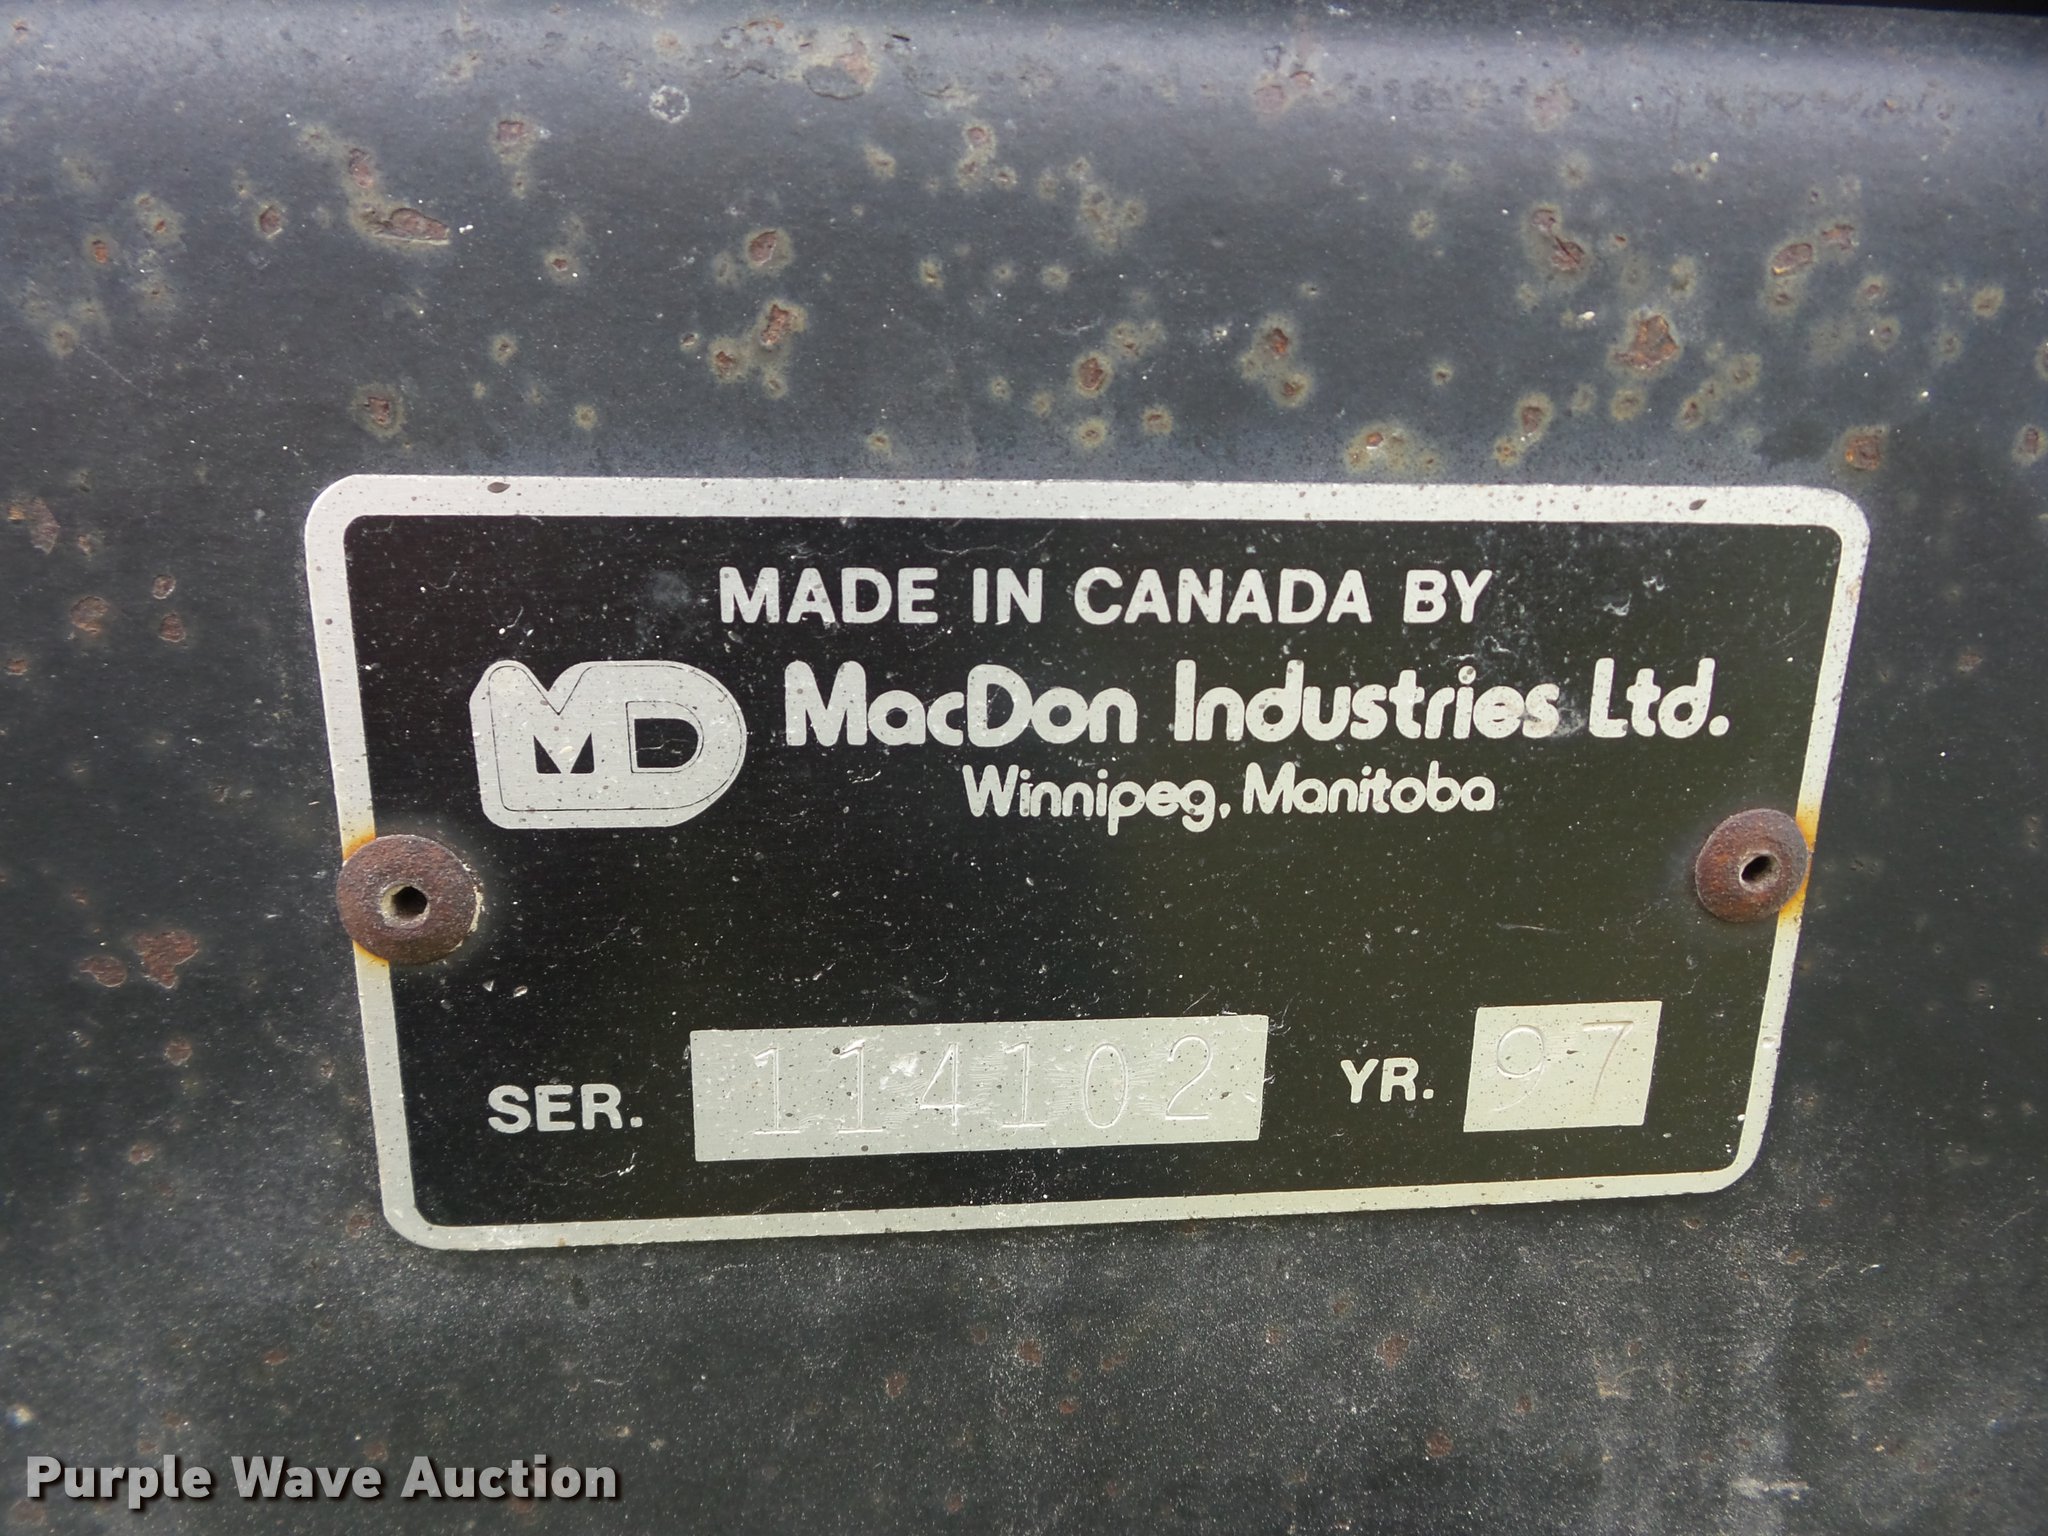 MADE IN CANADA BY
MD
MacDon Industries Ltd.
Winnipeg, Manitoba
SER. 114102 YR. 97
Purple Wave Auction